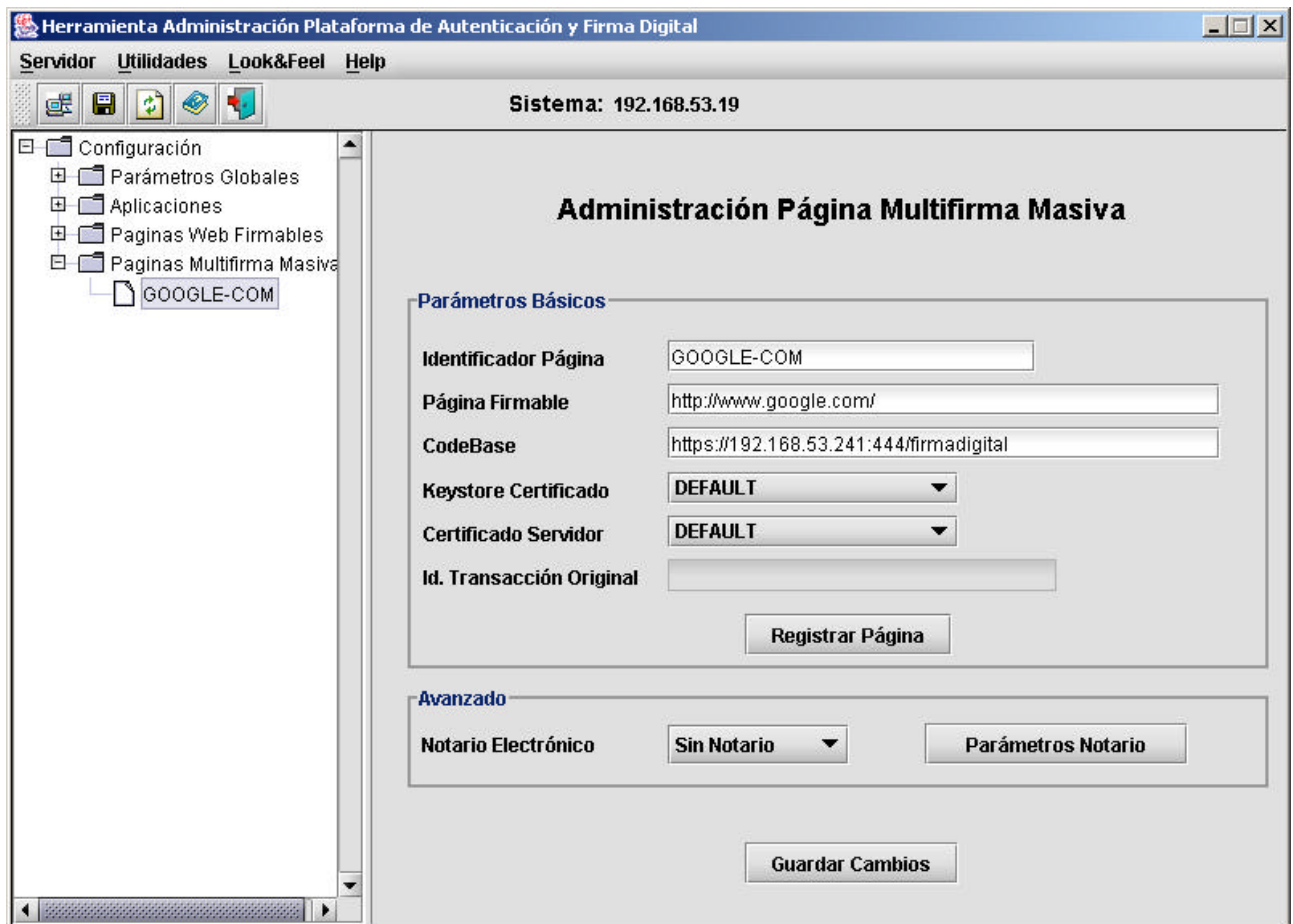 Herramienta Administración Plataforma de Autenticación y Firma Digital
Servidor Utilidades Look&Feel Help
Sistema: 192.168.53.19
Configuración
Parámetros Globales
Aplicaciones
Paginas Web Firmables
Paginas Multifirma Masiva
GOOGLE-COM
Administración Página Multifirma Masiva
Parámetros Básicos
Identificador Página GOOGLE-COM
Página Firmable http://www.google.com/
CodeBase https://192.168.53.241:444/firmadigital
Keystore Certificado DEFAULT
Certificado Servidor DEFAULT
Id. Transacción Original
Registrar Página
Avanzado
Notario Electrónico Sin Notario Parámetros Notario
Guardar Cambios